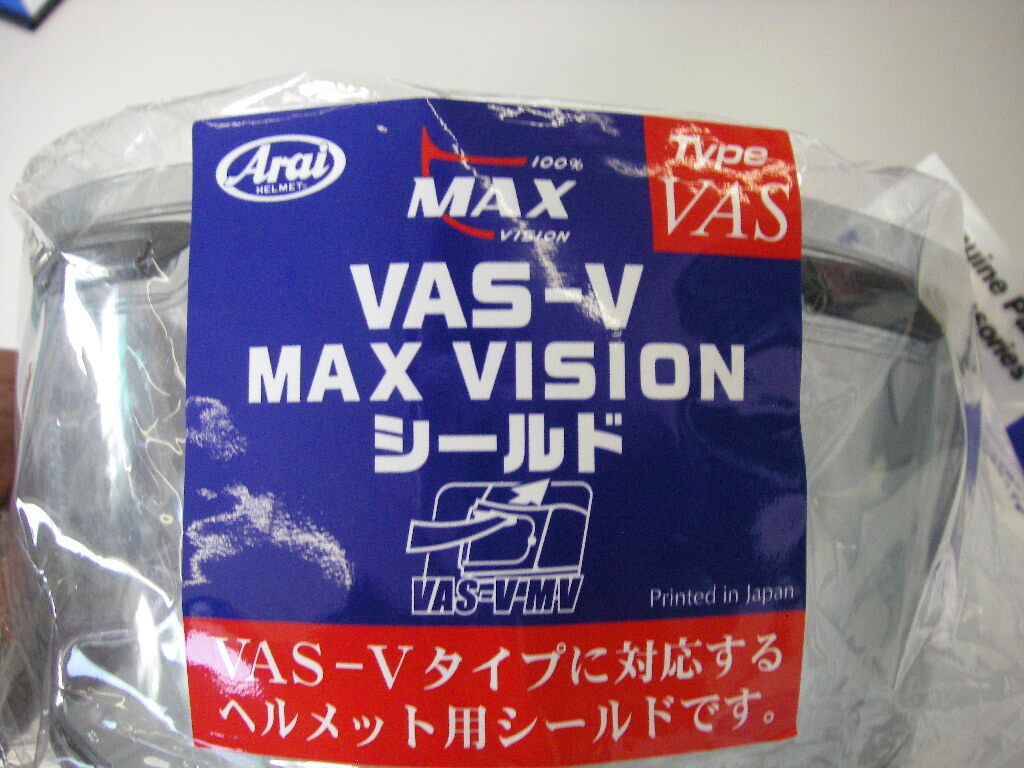 Arai
HELMET
100%
MAX
VISION
Type
VAS
VAS-V
MAX VISION
シールド
VAS-V-MV
Printed in Japan
VAS-Vタイプに対応する
ヘルメット用シールドです。